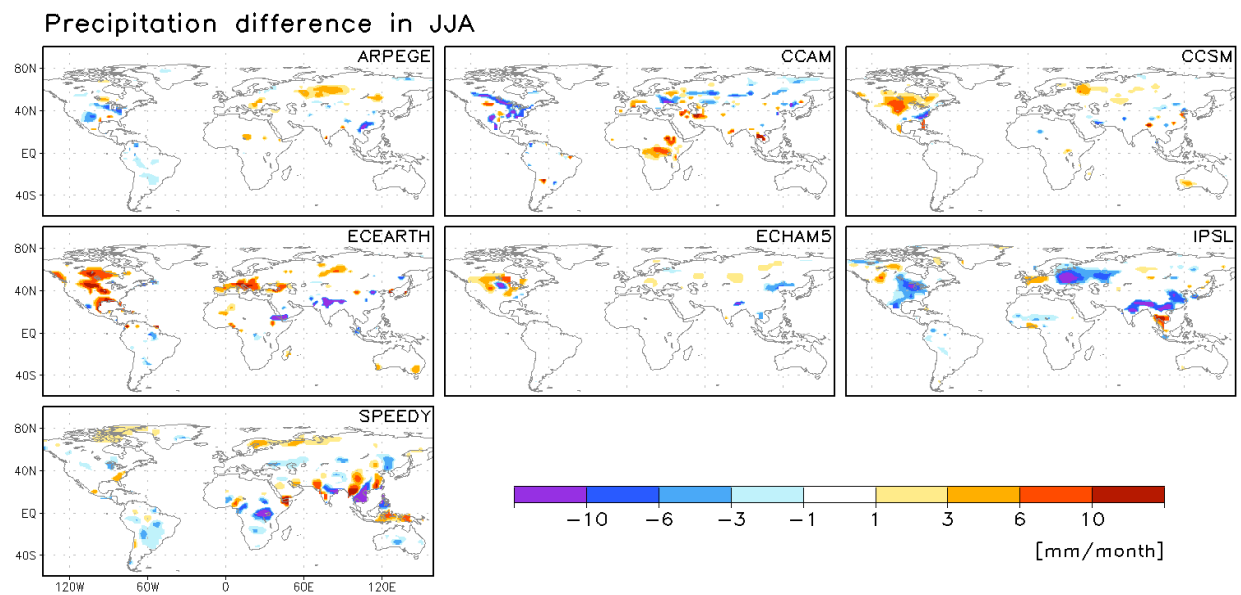 Precipitation difference in JJA
ARPEGE
CCAM
CCSM
80N
40N
EQ
40S
ECEARTH
ECHAM5
IPSL
80N
40N
EQ
40S
SPEEDY
80N
40N
EQ
40S
120W 60W 0 60E 120E
−10 −6 −3 −1 1 3 6 10
[mm/month]